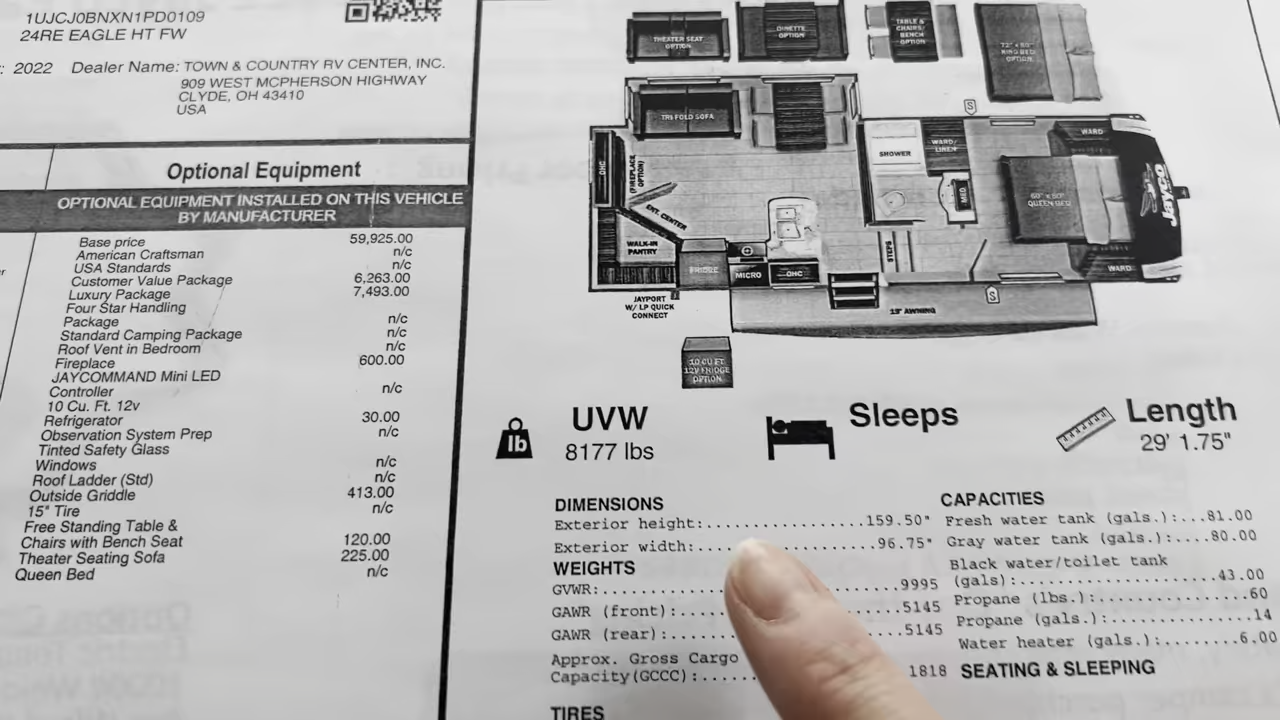 1UJCJ0BNXN1PD0109
24RE EAGLE HT FW
: 2022 Dealer Name: TOWN & COUNTRY RV CENTER, INC.
909 WEST MCPHERSON HIGHWAY
CLYDE, OH 43410
USA
Optional Equipment
OPTIONAL EQUIPMENT INSTALLED ON THIS VEHICLE
BY MANUFACTURER
Base price 59,925.00
American Craftsman n/c
USA Standards n/c
Customer Value Package 6,263.00
Luxury Package 7,493.00
Four Star Handling
Package n/c
Standard Camping Package n/c
Roof Vent in Bedroom n/c
Fireplace 600.00
JAYCOMMAND Mini LED
Controller n/c
10 Cu. Ft. 12v
Refrigerator 30.00
Observation System Prep n/c
Tinted Safety Glass
Windows n/c
Roof Ladder (Std) n/c
Outside Griddle 413.00
15" Tire n/c
Free Standing Table &
Chairs with Bench Seat 120.00
Theater Seating Sofa 225.00
Queen Bed n/c
THEATER SEAT
OPTION
DINETTE
OPTION
TABLE &
CHAIRS/
BENCH
OPTION
72" x 80"
KING BED
OPTION
TRI FOLD SOFA
OHC
(FIREPLACE
OPTION)
ENT. CENTER
WALK-IN
PANTRY
FRIDGE
MICRO
OHC
SHOWER
WARD/
LINEN
MED
STEPS
S
WARD
60" X 80"
QUEEN BED
WARD
Jayco
S
JAYPORT
W/ LP QUICK
CONNECT
19' AWNING
10 CU FT
12V FRIDGE
OPTION
lb
UVW
8177 lbs
Sleeps
Length
29' 1.75"
DIMENSIONS
Exterior height:..............159.50"
Exterior width:...............96.75"
WEIGHTS
GVWR:..............9995
GAWR (front):..............5145
GAWR (rear):..............5145
Approx. Gross Cargo
Capacity(GCCC):..............1818
TIRES
CAPACITIES
Fresh water tank (gals.):...81.00
Gray water tank (gals.):...80.00
Black water/toilet tank
(gals):..................43.00
Propane (lbs.):..............60
Propane (gals.):.............14
Water heater (gals.):........6.00
SEATING & SLEEPING